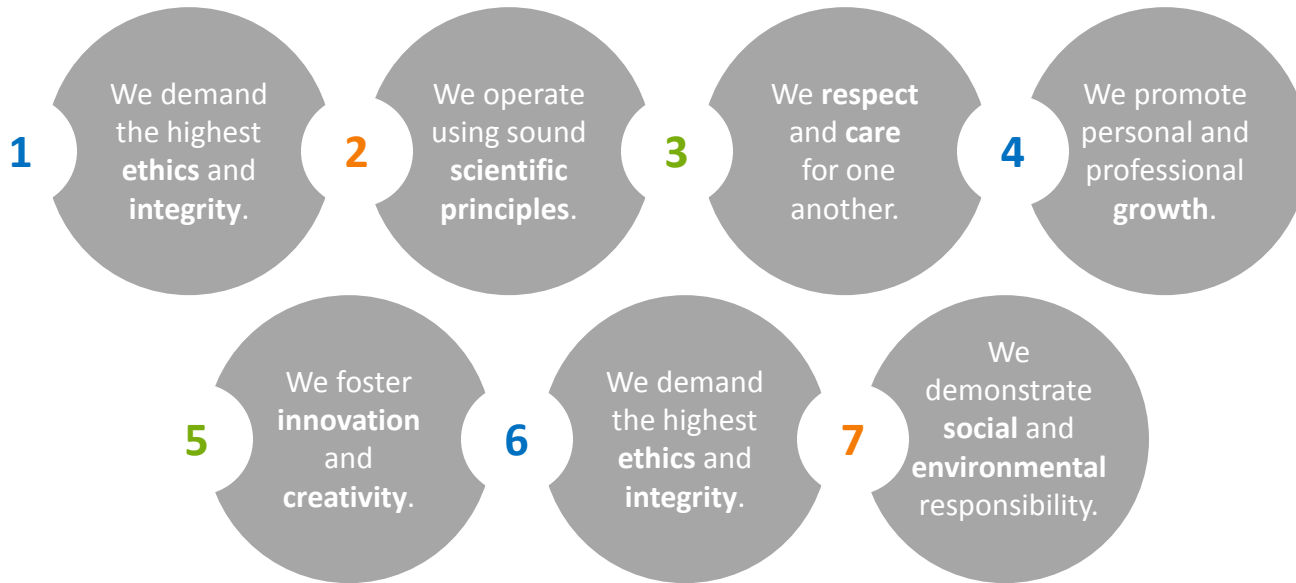 1
We demand
the highest
ethics and
integrity.
2
We operate
using sound
scientific
principles.
3
We respect
and care
for one
another.
4
We promote
personal and
professional
growth.
5
We foster
innovation
and
creativity.
6
We demand
the highest
ethics and
integrity.
7
We
demonstrate
social and
environmental
responsibility.